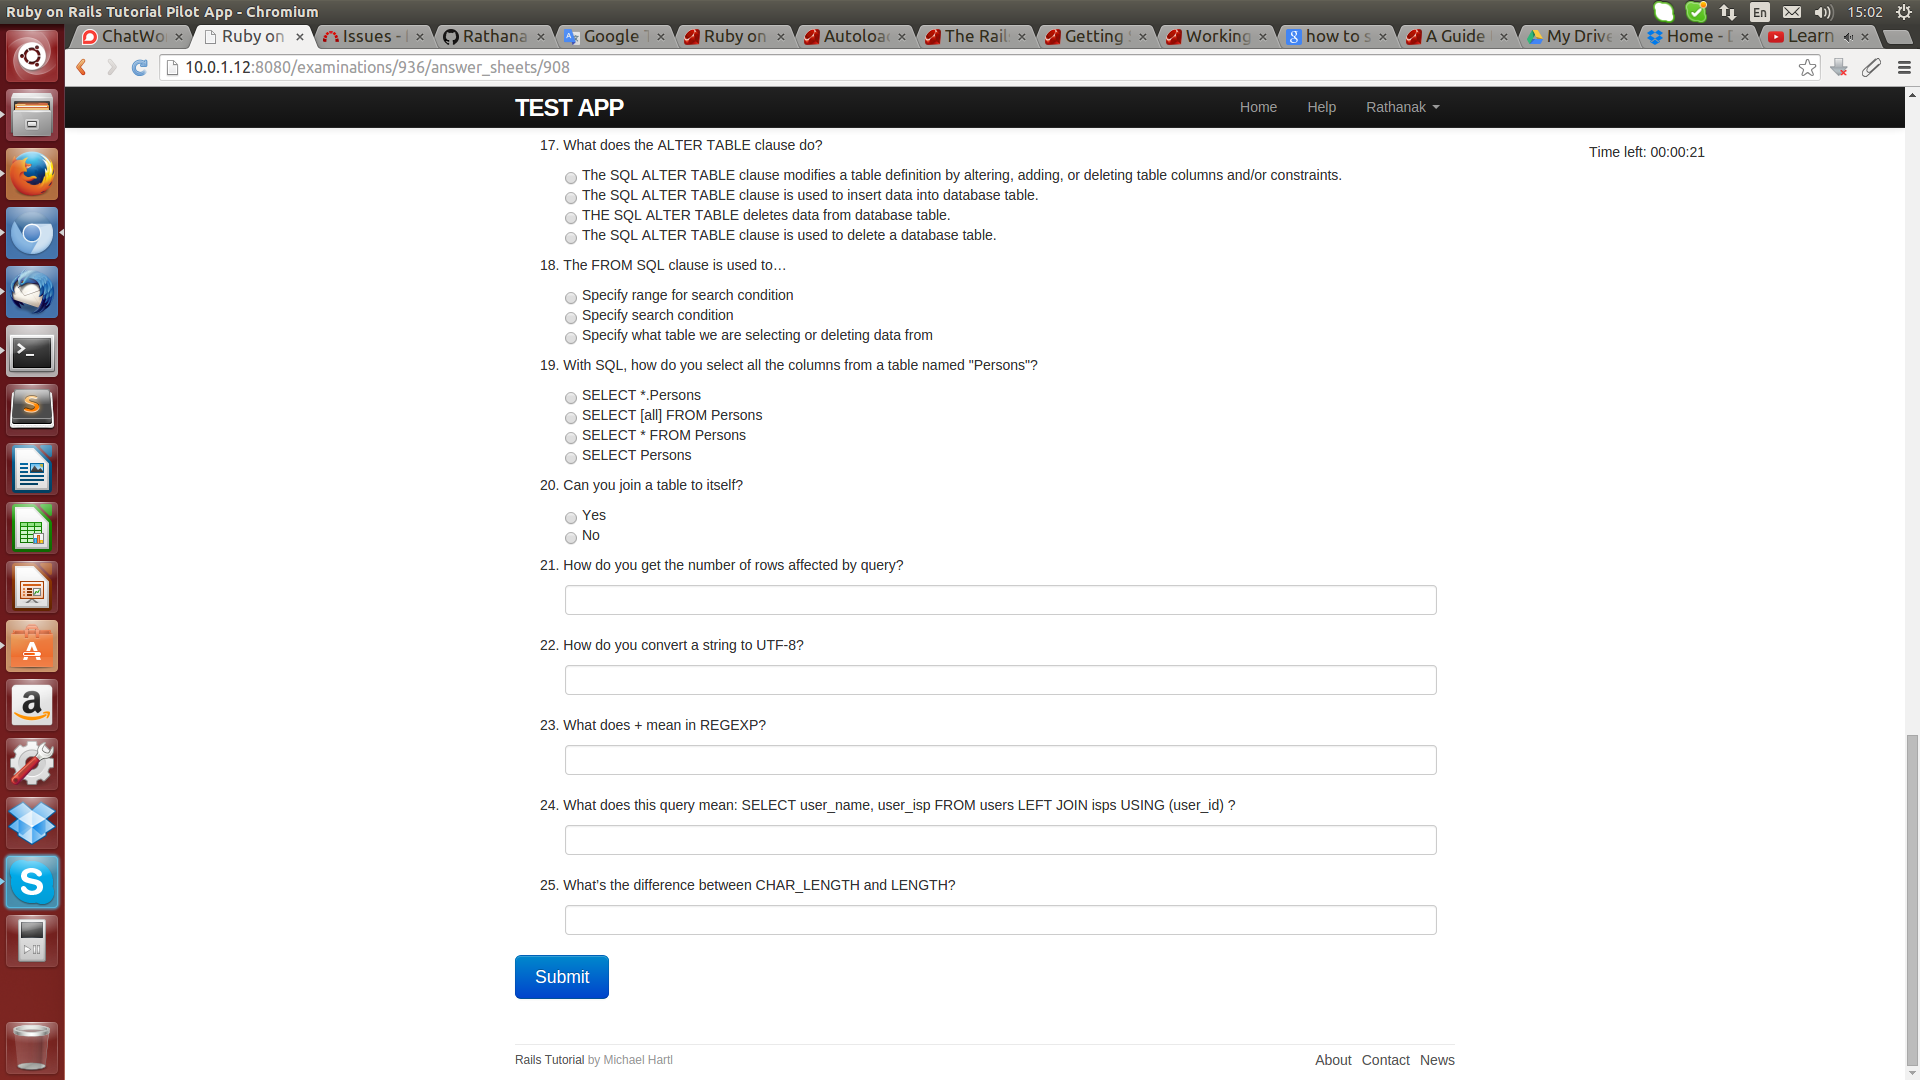 Ruby on Rails Tutorial Pilot App - Chromium
En
15:02
ChatWo
Ruby on
Issues -
Rathana
Google T
Ruby on
Autoload
The Rail
Getting
Working
how to s
A Guide
My Drive
Home - D
Learn
10.0.1.12:8080/examinations/936/answer_sheets/908
TEST APP
Home
Help
Rathanak
Time left: 00:00:21
17. What does the ALTER TABLE clause do?
The SQL ALTER TABLE clause modifies a table definition by altering, adding, or deleting table columns and/or constraints.
The SQL ALTER TABLE clause is used to insert data into database table.
THE SQL ALTER TABLE deletes data from database table.
The SQL ALTER TABLE clause is used to delete a database table.
18. The FROM SQL clause is used to…
Specify range for search condition
Specify search condition
Specify what table we are selecting or deleting data from
19. With SQL, how do you select all the columns from a table named "Persons"?
SELECT *.Persons
SELECT [all] FROM Persons
SELECT * FROM Persons
SELECT Persons
20. Can you join a table to itself?
Yes
No
21. How do you get the number of rows affected by query?
22. How do you convert a string to UTF-8?
23. What does + mean in REGEXP?
24. What does this query mean: SELECT user_name, user_isp FROM users LEFT JOIN isps USING (user_id) ?
25. What's the difference between CHAR_LENGTH and LENGTH?
Submit
Rails Tutorial by Michael Hartl
About Contact News